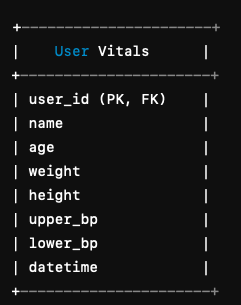 User Vitals
user_id (PK, FK)
name
age
weight
height
upper_bp
lower_bp
datetime